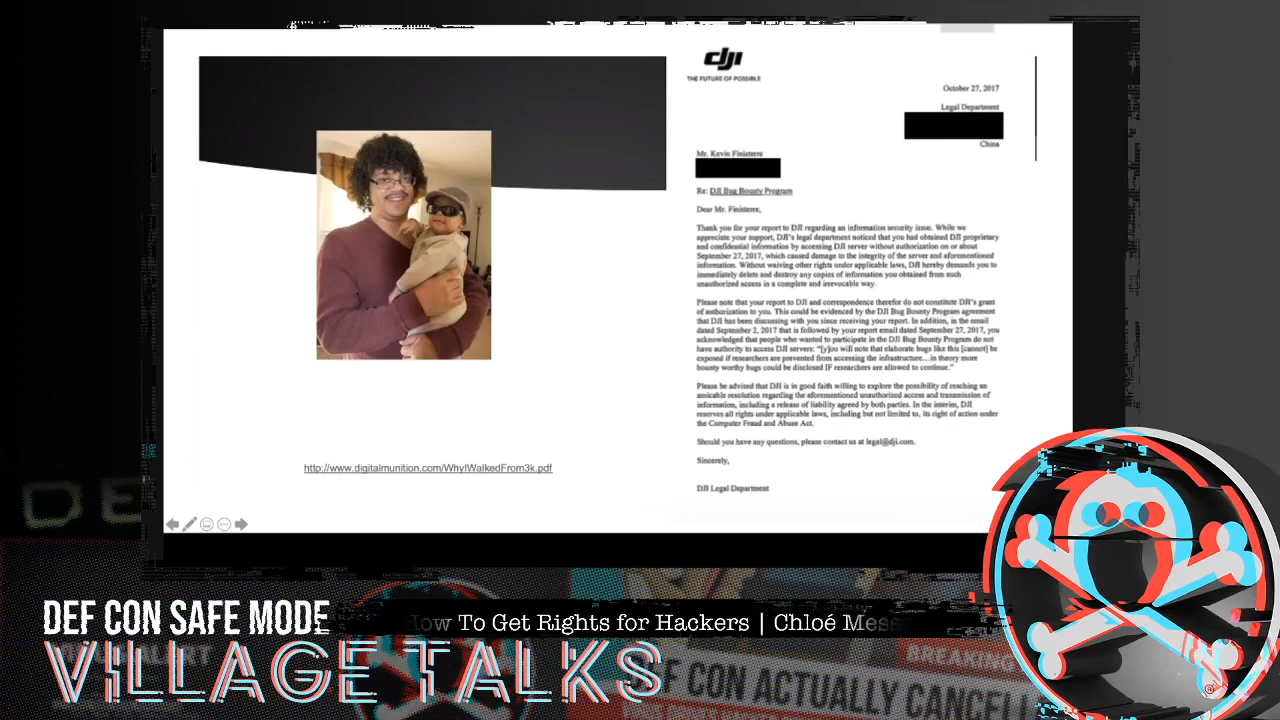 dji
THE FUTURE OF POSSIBLE
October 27, 2017
Legal Department
China
Mr. Kevin Finisterre
Re: DJI Bug Bounty Program
Dear Mr. Finisterre,
Thank you for your report to DJI regarding an information security issue. While we
appreciate your support, DJI's legal department noticed that you had obtained DJI proprietary
and confidential information by accessing DJI server without authorization on or about
September 27, 2017, which caused damage to the integrity of the server and aforementioned
information. Without waiving other rights under applicable laws, DJI hereby demands you to
immediately delete and destroy any copies of information you obtained from such
unauthorized access in a complete and irrevocable way.
Please note that your report to DJI and correspondence therefor do not constitute DJI's grant
of authorization to you. This could be evidenced by the DJI Bug Bounty Program agreement
that DJI has been discussing with you since receiving your report. In addition, in the email
dated September 2, 2017 that is followed by your report email dated September 27, 2017, you
acknowledged that people who wanted to participate in the DJI Bug Bounty Program do not
have authority to access DJI servers: "[y]ou will note that elaborate bugs like this [cannot] be
exposed if researchers are prevented from accessing the infrastructure…in theory more
bounty worthy bugs could be disclosed IF researchers are allowed to continue."
Please be advised that DJI is in good faith willing to explore the possibility of reaching an
amicable resolution regarding the aforementioned unauthorized access and transmission of
information, including a release of liability agreed by both parties. In the interim, DJI
reserves all rights under applicable laws, including but not limited to, its right of action under
the Computer Fraud and Abuse Act.
Should you have any questions, please contact us at legal@dji.com.
Sincerely,
DJI Legal Department
http://www.digitalmunition.com/WhyIWalkedFrom3k.pdf
DEF CON SAFE MODE
How To Get Rights for Hackers | Chloé Mess
VILLAGE TALKS
BREAKING
DEF CON ACTUALLY CANCELL